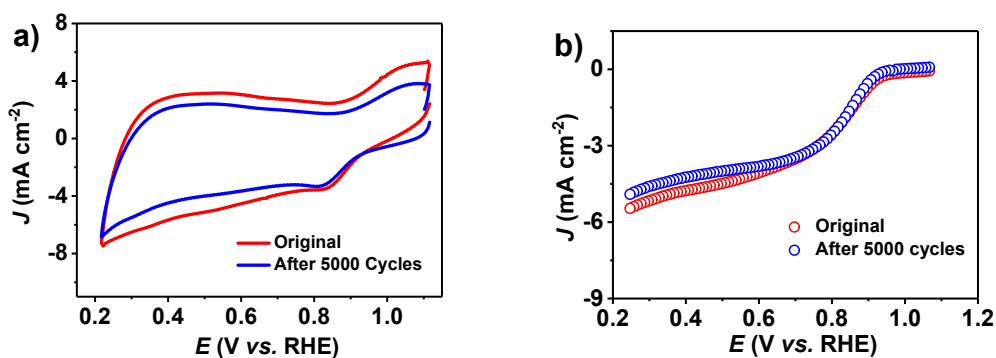 a)
8
4
0
-4
-8
J (mA cm⁻²)
Original
After 5000 Cycles
0.2 0.4 0.6 0.8 1.0
E (V vs. RHE)
b)
0
-3
-6
-9
J (mA cm⁻²)
Original
After 5000 cycles
0.2 0.4 0.6 0.8 1.0 1.2
E (V vs. RHE)